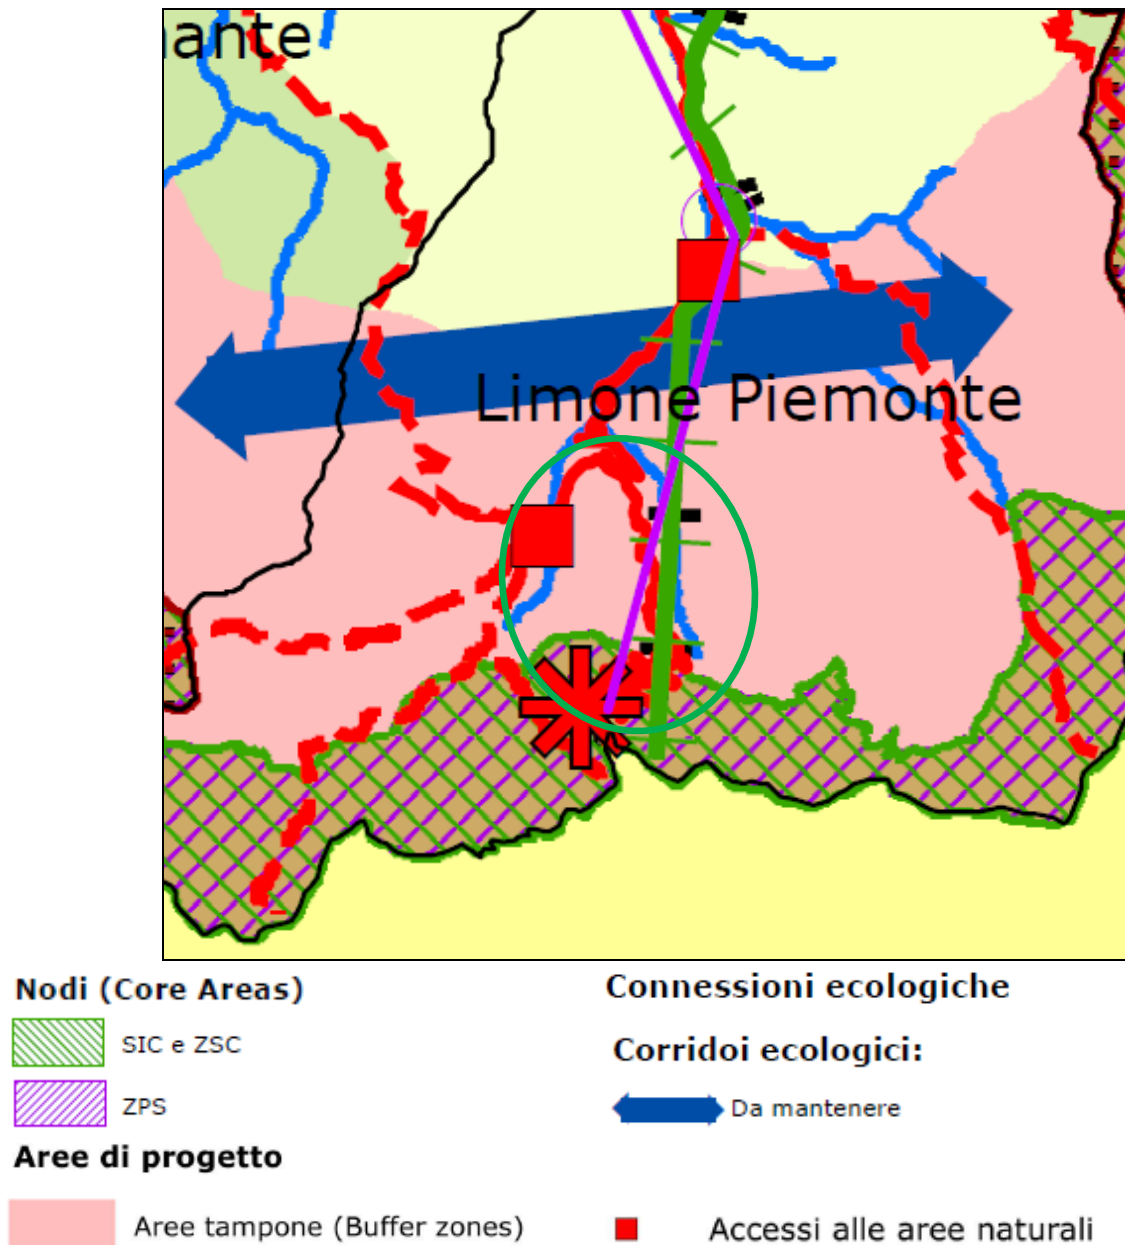 ante
Limone Piemonte
Nodi (Core Areas)
SIC e ZSC
ZPS
Aree di progetto
Aree tampone (Buffer zones)
Connessioni ecologiche
Corridoi ecologici:
Da mantenere
Accessi alle aree naturali